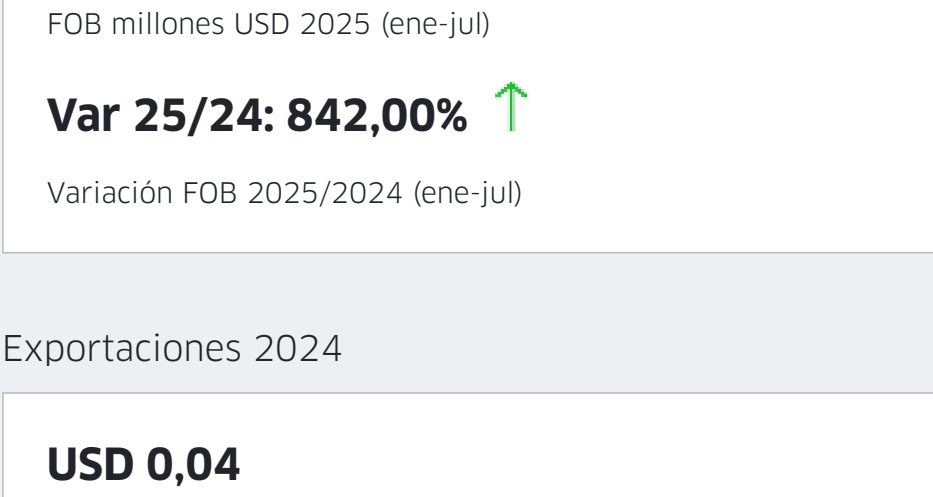 FOB millones USD 2025 (ene-jul)
Var 25/24: 842,00% ↑
Variación FOB 2025/2024 (ene-jul)
Exportaciones 2024
USD 0,04